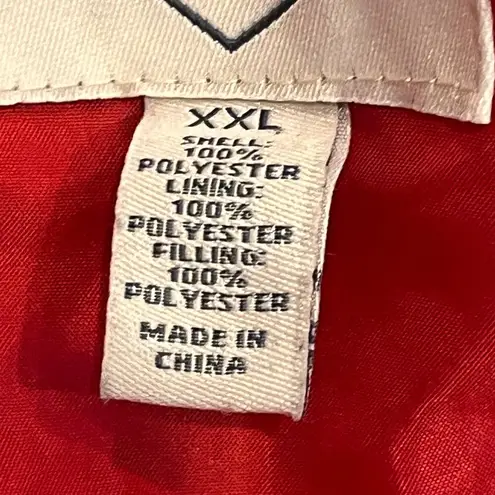 XXL
SHELL:
100%
POLYESTER
LINING:
100%
POLYESTER
FILLING:
100%
POLYESTER
MADE IN
CHINA